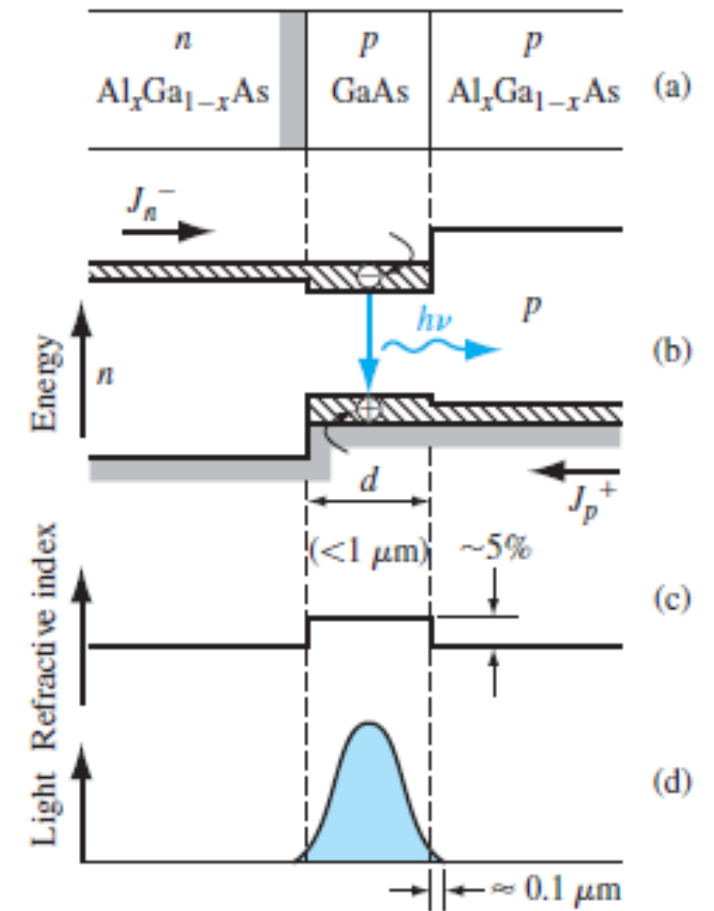 n p p
AlₓGa₁₋ₓAs GaAs AlₓGa₁₋ₓAs (a)
Jₙ⁻
hν p
Energy n (b)
d
Jₚ⁺
(<1 μm) ~5%
Refractive index (c)
Light (d)
≈ 0.1 μm